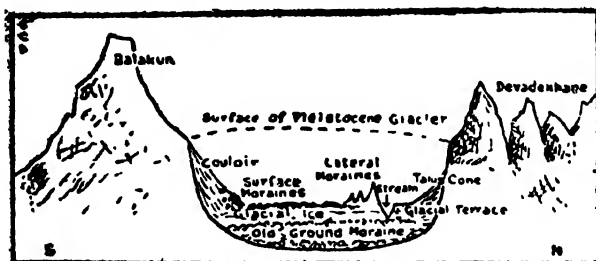 Balakun
Devadekhane
Surface of Pleistocene Glacier
Couloir
Lateral
Moraines
Surface
Moraines
Talus Cone
Stream
Glacial Terrace
Glacial Ice
Old Ground Moraine
S
N